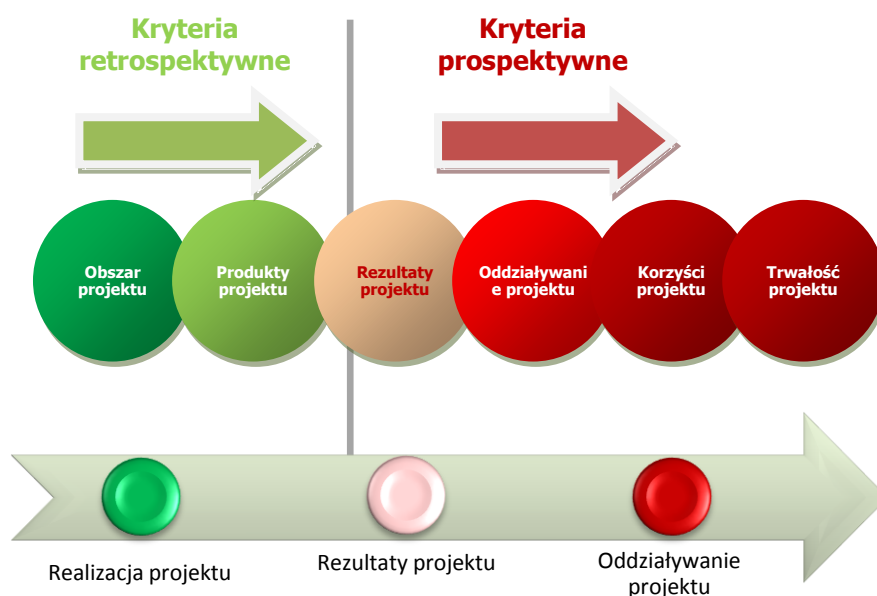 Kryteria
retrospektywne
Kryteria
prospektywne
Obszar
projektu
Produkty
projektu
Rezultaty
projektu
Oddziaływani
e projektu
Korzyści
projektu
Trwałość
projektu
Realizacja projektu
Rezultaty projektu
Oddziaływanie
projektu